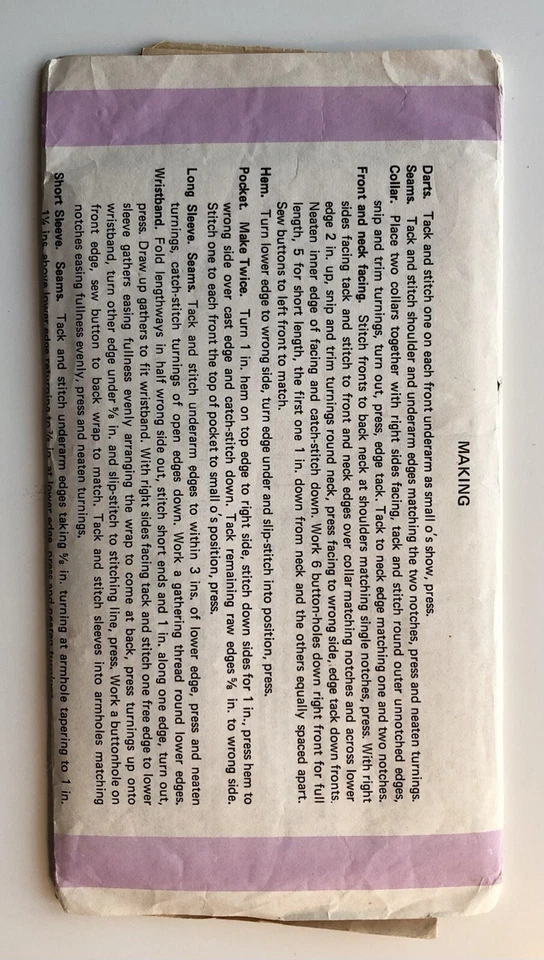 MAKING
Darts. Tack and stitch one on each front underarm as small o's show, press.
Seams. Tack and stitch shoulder and underarm edges matching the two notches, press and neaten turnings.
Collar. Place two collars together with right sides facing, tack and stitch round outer unnotched edges,
snip and trim turnings, turn out, press, edge tack. Tack to neck edge matching one and two notches.
Front and neck facing. Stitch fronts to back neck at shoulders matching single notches, press. With right
sides facing tack and stitch to front and neck edges over collar matching notches and across lower
edge 2 in. up, snip and trim turnings round neck, press facing to wrong side, edge tack down fronts.
Neaten inner edge of facing and catch-stitch down. Work 6 button-holes down right front for full
length, 5 for short length, the first one 1 in. down from neck and the others equally spaced apart.
Sew buttons to left front to match.
Hem. Turn lower edge to wrong side, turn edge under and slip-stitch into position, press.
Pocket. Make Twice. Turn 1 in. hem on top edge to right side, stitch down sides for 1 in., press hem to
wrong side over cast edge and catch-stitch down. Tack remaining raw edges ⅝ in. to wrong side.
Stitch one to each front the top of pocket to small o's position, press.
Long Sleeve. Seams. Tack and stitch underarm edges to within 3 ins. of lower edge, press and neaten
turnings, catch-stitch turnings of open edges down. Work a gathering thread round lower edges.
Wristband. Fold lengthways in half wrong side out, stitch short ends and 1 in. along one edge, turn out,
press. Draw up gathers to fit wristband. With right sides facing tack and stitch one free edge to lower
sleeve gathers easing fullness evenly arranging the wrap to come at back, press turnings up onto
wristband, turn other edge under ⅝ in. and slip-stitch to stitching line, press. Work a buttonhole on
front edge, sew button to back wrap to match. Tack and stitch sleeves into armholes matching
notches easing fullness evenly, press and neaten turnings.
Short Sleeve. Seams. Tack and stitch underarm edges taking ⅝ in. turning at armhole tapering to 1 in.
1¼ ins. above lower edge returning to ⅝ in at lower edge, press and neaten